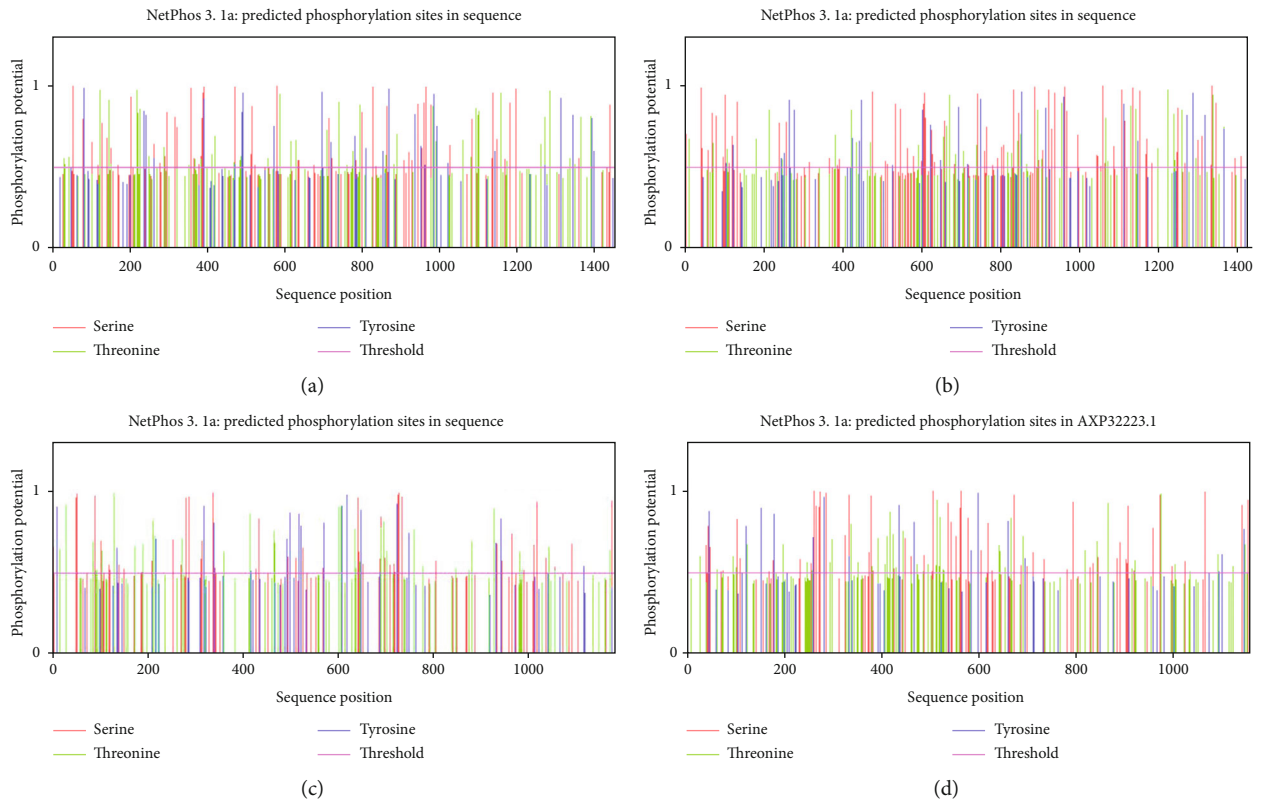 NetPhos 3. 1a: predicted phosphorylation sites in sequence
Phosphorylation potential
1
0
0 200 400 600 800 1000 1200 1400
Sequence position
Serine
Tyrosine
Threonine
Threshold
(a)
NetPhos 3. 1a: predicted phosphorylation sites in sequence
Phosphorylation potential
1
0
0 200 400 600 800 1000 1200 1400
Sequence position
Serine
Tyrosine
Threonine
Threshold
(b)
NetPhos 3. 1a: predicted phosphorylation sites in sequence
Phosphorylation potential
1
0
0 200 400 600 800 1000
Sequence position
Serine
Tyrosine
Threonine
Threshold
(c)
NetPhos 3. 1a: predicted phosphorylation sites in AXP32223.1
Phosphorylation potential
1
0
0 200 400 600 800 1000
Sequence position
Serine
Tyrosine
Threonine
Threshold
(d)